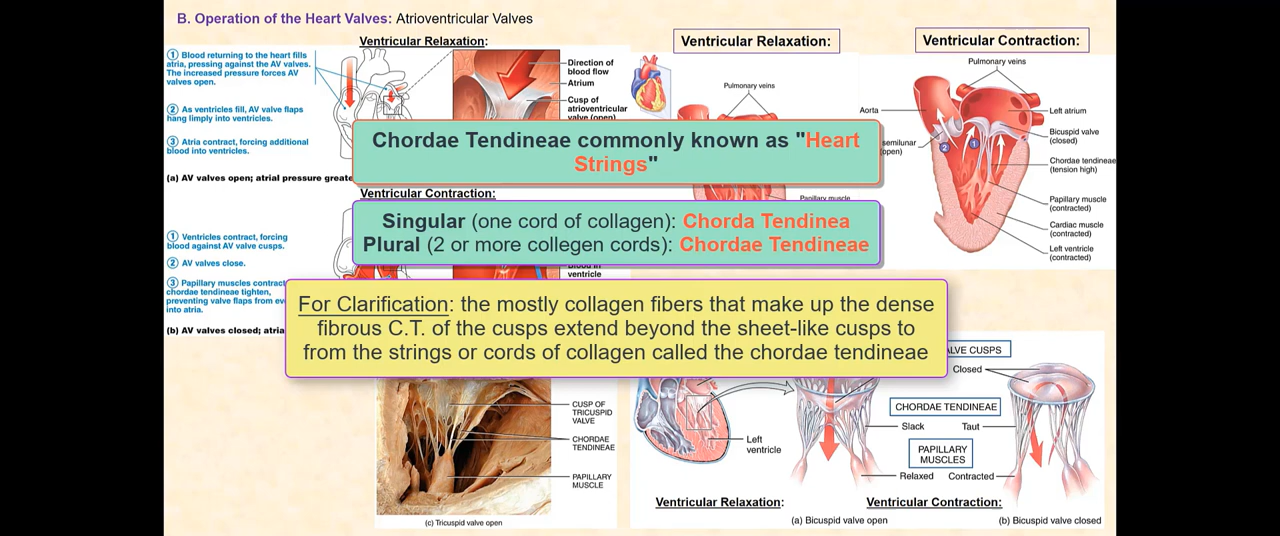 B. Operation of the Heart Valves: Atrioventricular Valves
Ventricular Relaxation:
① Blood returning to the heart fills
atria, pressing against the AV valves.
The increased pressure forces AV
valves open.
② As ventricles fill, AV valve flaps
hang limply into ventricles.
③ Atria contract, forcing additional
blood into ventricles.
(a) AV valves open; atrial pressure greate
Direction of
blood flow
Atrium
Cusp of
atrioventricular
valve (open)
Ventricular Relaxation:
Pulmonary veins
Papillary muscle
Ventricular Contraction:
Pulmonary veins
Aorta
semilunar
(open)
2
1
Left atrium
Bicuspid valve
(closed)
Chordae tendineae
(tension high)
Papillary muscle
(contracted)
Cardiac muscle
(contracted)
Left ventricle
(contracted)
Chordae Tendineae commonly known as "Heart
Strings"
Singular (one cord of collagen): Chorda Tendinea
Plural (2 or more collegen cords): Chordae Tendineae
For Clarification: the mostly collagen fibers that make up the dense
fibrous C.T. of the cusps extend beyond the sheet-like cusps to
from the strings or cords of collagen called the chordae tendineae
Ventricular Contraction:
① Ventricles contract, forcing
blood against AV valve cusps.
② AV valves close.
③ Papillary muscles contract
chordae tendineae tighten,
preventing valve flaps from ev
into atria.
(b) AV valves closed; atria
ventricle
CUSP OF
TRICUSPID
VALVE
CHORDAE
TENDINEAE
PAPILLARY
MUSCLE
(c) Tricuspid valve open
Left
ventricle
CUSPS
Closed
CHORDAE TENDINEAE
Slack
Taut
PAPILLARY
MUSCLES
Relaxed
Contracted
Ventricular Relaxation:
Ventricular Contraction:
(a) Bicuspid valve open
(b) Bicuspid valve closed